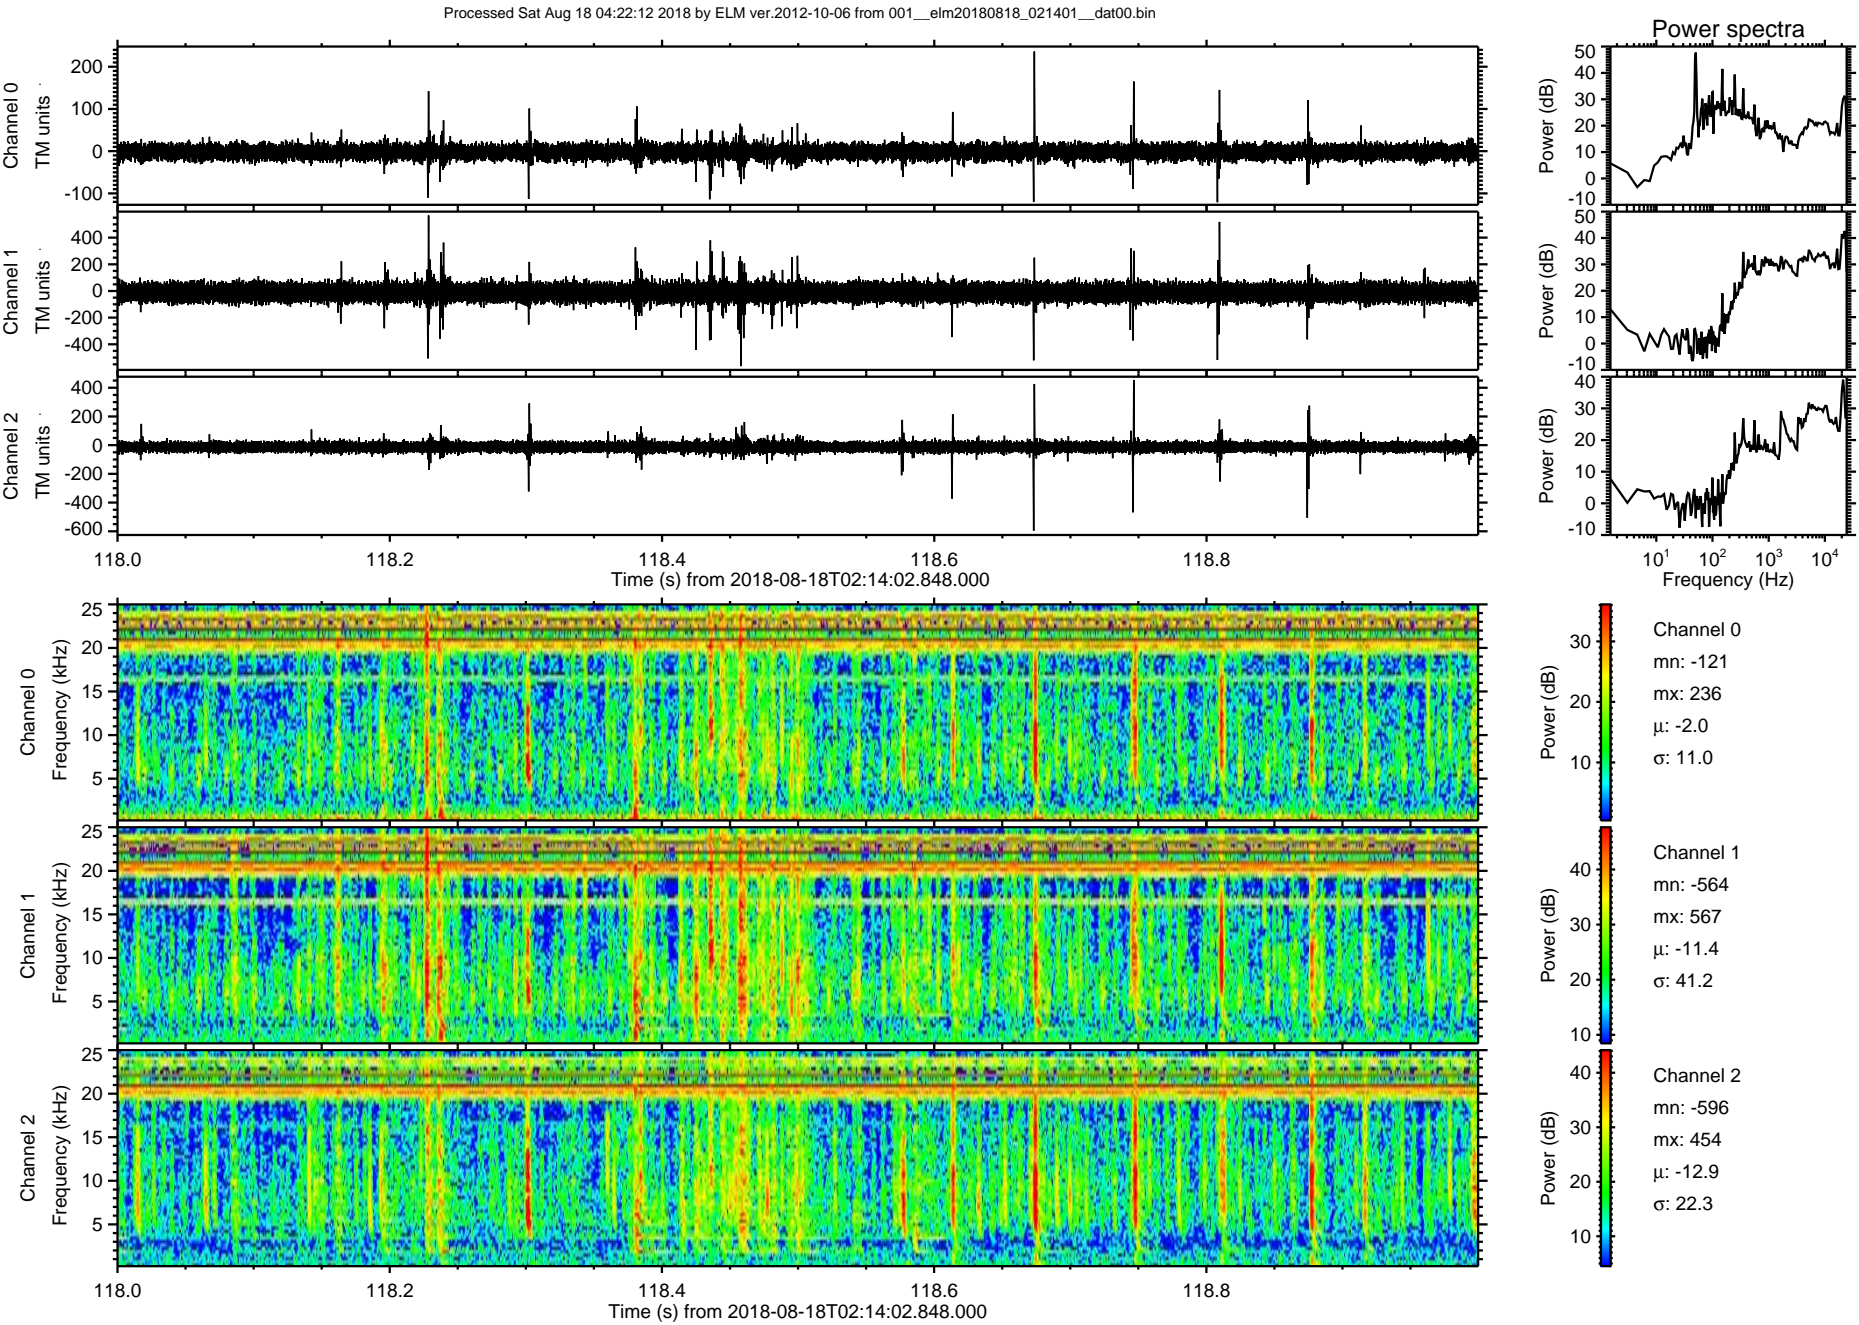 Processed Sat Aug 18 04:22:12 2018 by ELM ver.2012-10-06 from 001__elm20180818_021401__dat00.bin
Power spectra
Channel 0
TM units
200
100
0
-100
Power (dB)
50
40
30
20
10
0
-10
Channel 1
TM units
400
200
0
-200
-400
Power (dB)
50
40
30
20
10
0
-10
Channel 2
TM units
400
200
0
-200
-400
-600
Power (dB)
40
30
20
10
0
-10
118.0 118.2 118.4 118.6 118.8
Time (s) from 2018-08-18T02:14:02.848.000
10^1 10^2 10^3 10^4
Frequency (Hz)
Channel 0
Frequency (kHz)
25
20
15
10
5
Power (dB)
30
20
10
Channel 0
mn: -121
mx: 236
μ: -2.0
σ: 11.0
Channel 1
Frequency (kHz)
25
20
15
10
5
Power (dB)
40
30
20
10
Channel 1
mn: -564
mx: 567
μ: -11.4
σ: 41.2
Channel 2
Frequency (kHz)
25
20
15
10
5
Power (dB)
40
30
20
10
Channel 2
mn: -596
mx: 454
μ: -12.9
σ: 22.3
118.0 118.2 118.4 118.6 118.8
Time (s) from 2018-08-18T02:14:02.848.000